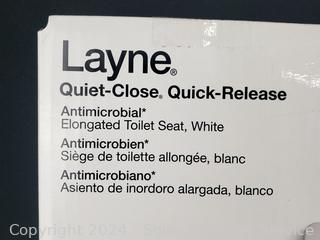 Layne®
Quiet-Close® Quick-Release
Antimicrobial*
Elongated Toilet Seat, White
Antimicrobien*
Siège de toilette allongée, blanc
Antimicrobiano*
Asiento de inodoro alargada, blanco
Copyright 2024